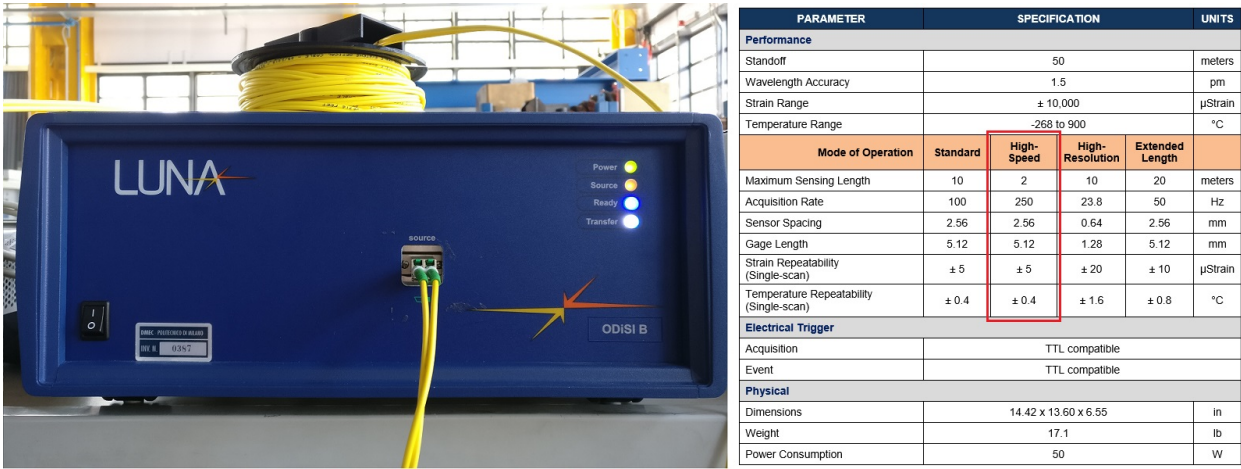 LUNA
Power
Source
Ready
Transfer
source
I
O
ODiSI B
DMEC POLITECNICO DI MILANO
INV. N. 0387
PARAMETER SPECIFICATION UNITS
Performance
Standoff 50 meters
Wavelength Accuracy 1.5 pm
Strain Range ± 10,000 µStrain
Temperature Range -268 to 900 °C
Mode of Operation Standard High-Speed High-Resolution Extended Length
Maximum Sensing Length 10 2 10 20 meters
Acquisition Rate 100 250 23.8 50 Hz
Sensor Spacing 2.56 2.56 0.64 2.56 mm
Gage Length 5.12 5.12 1.28 5.12 mm
Strain Repeatability (Single-scan) ± 5 ± 5 ± 20 ± 10 µStrain
Temperature Repeatability (Single-scan) ± 0.4 ± 0.4 ± 1.6 ± 0.8 °C
Electrical Trigger
Acquisition TTL compatible
Event TTL compatible
Physical
Dimensions 14.42 x 13.60 x 6.55 in
Weight 17.1 lb
Power Consumption 50 W